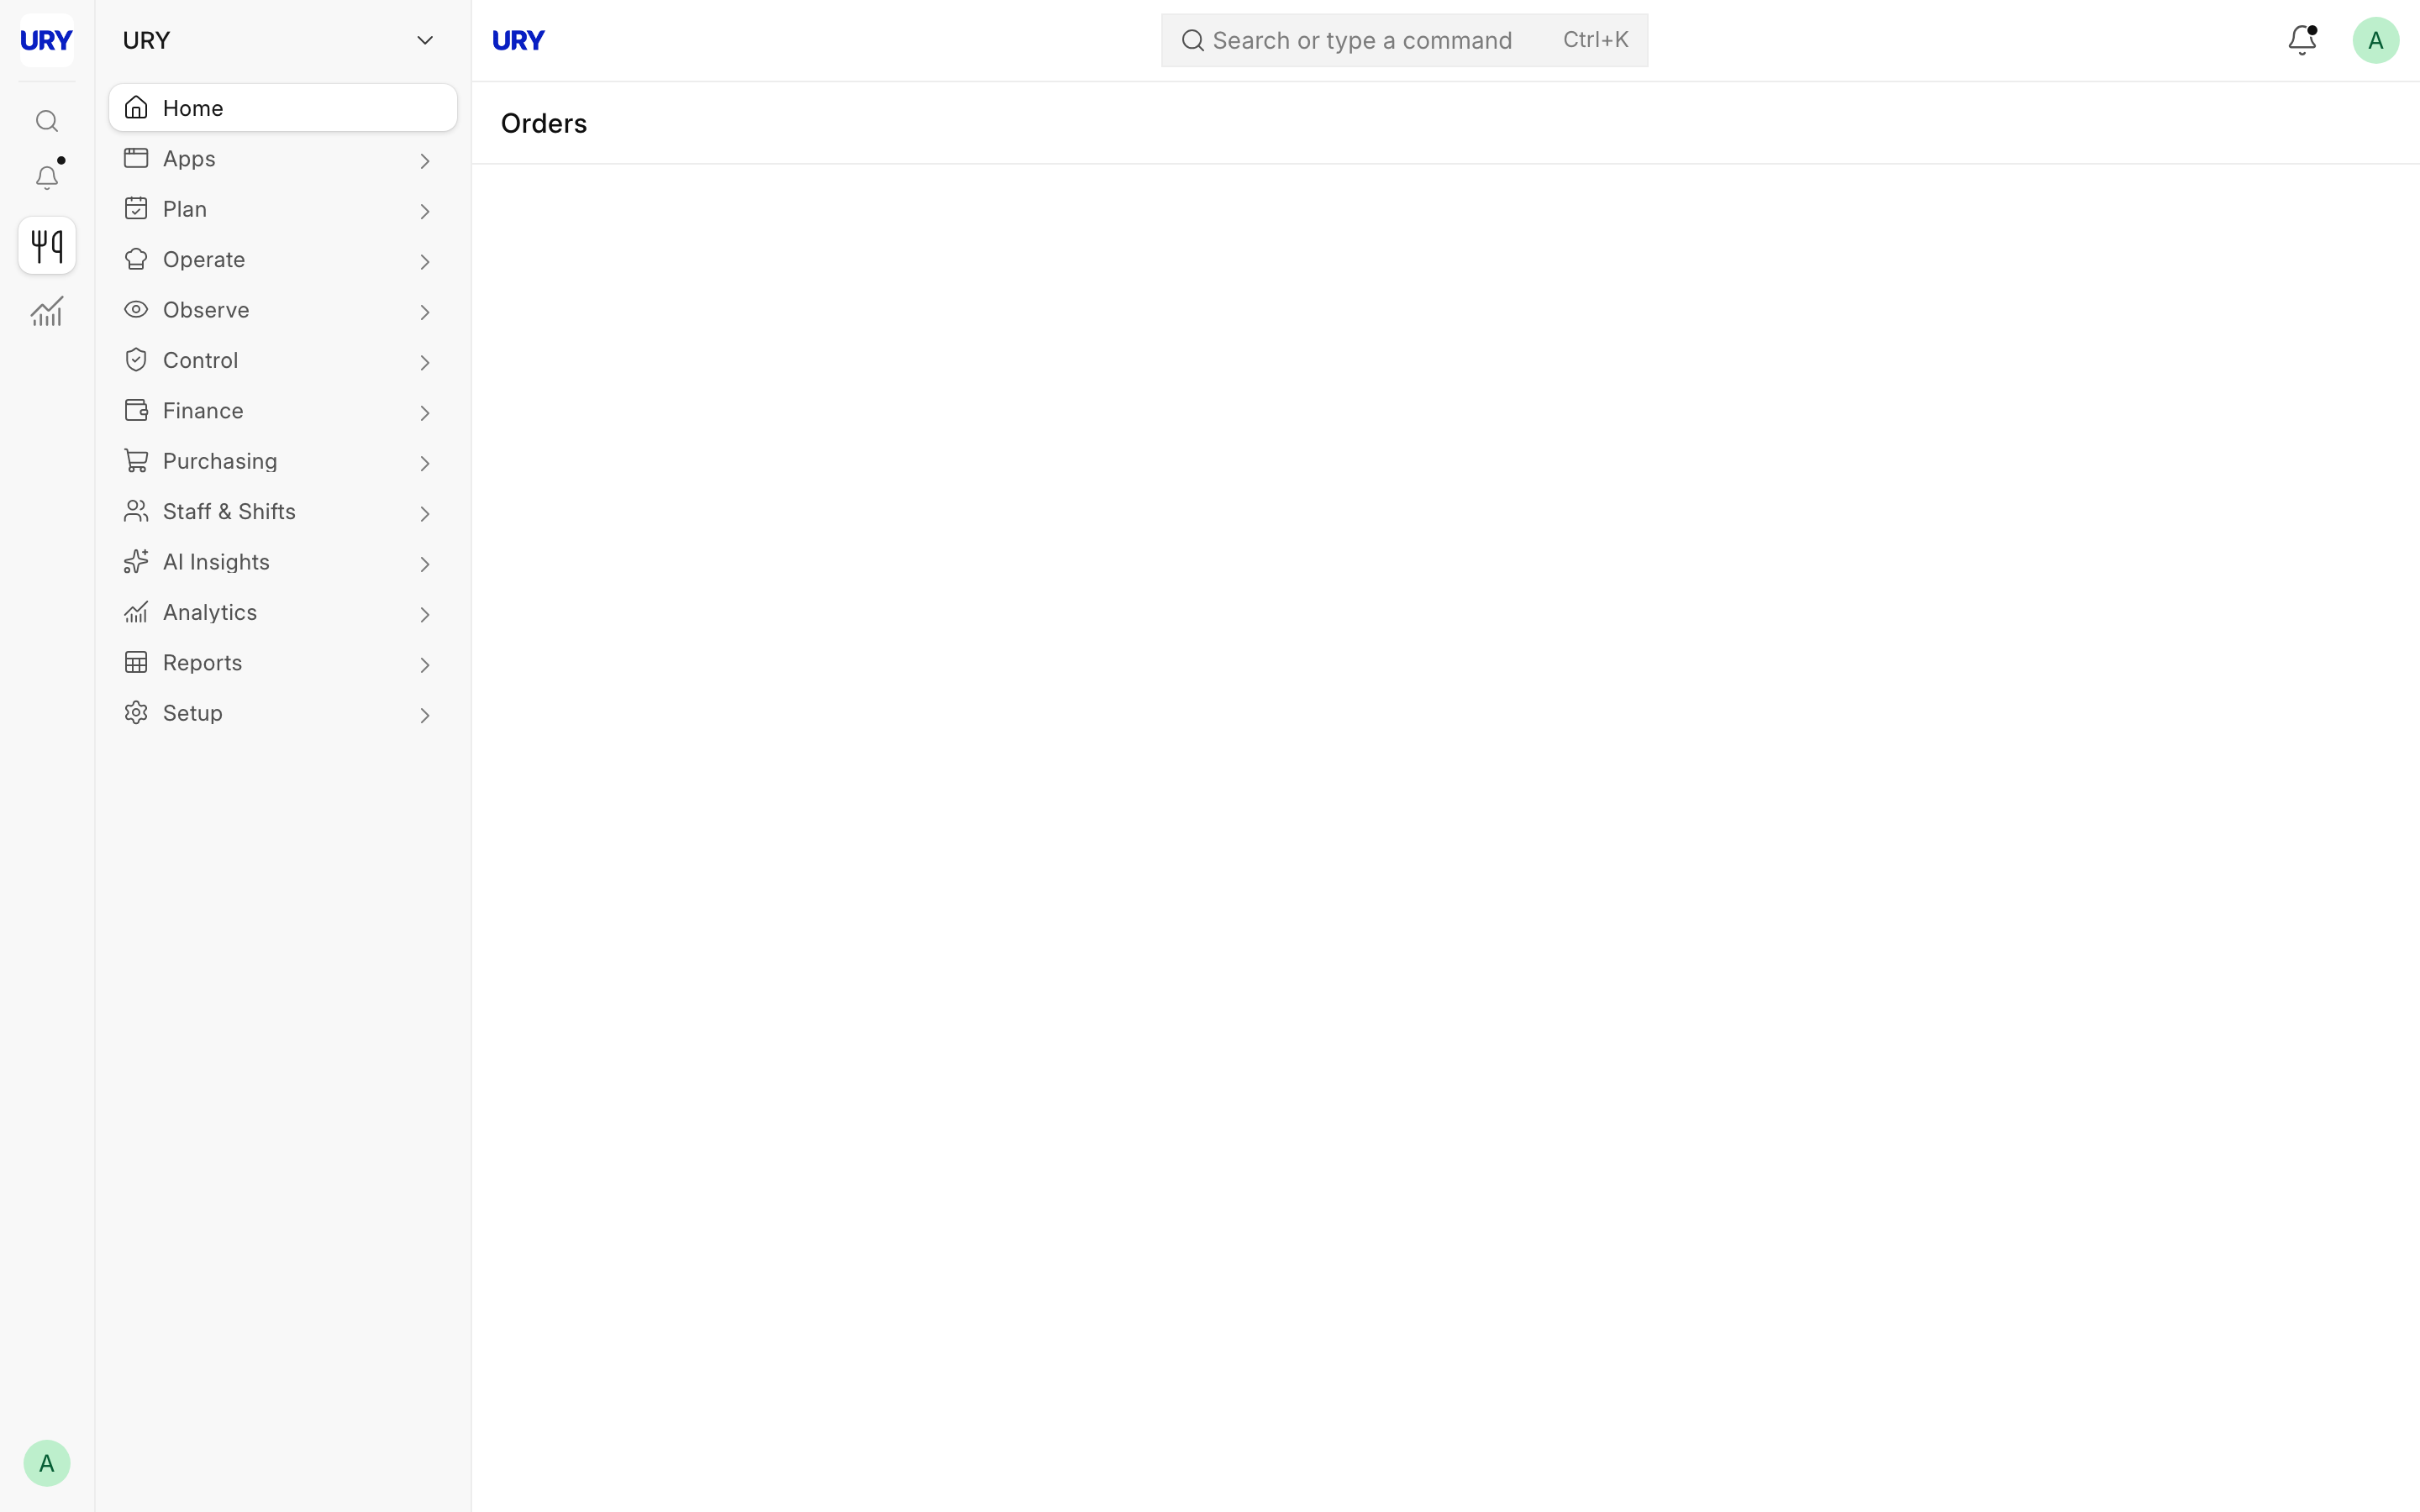 URY
URY
URY
Search or type a command
Ctrl+K
A
Orders
Home
Apps
Plan
Operate
Observe
Control
Finance
Purchasing
Staff & Shifts
AI Insights
Analytics
Reports
Setup
A